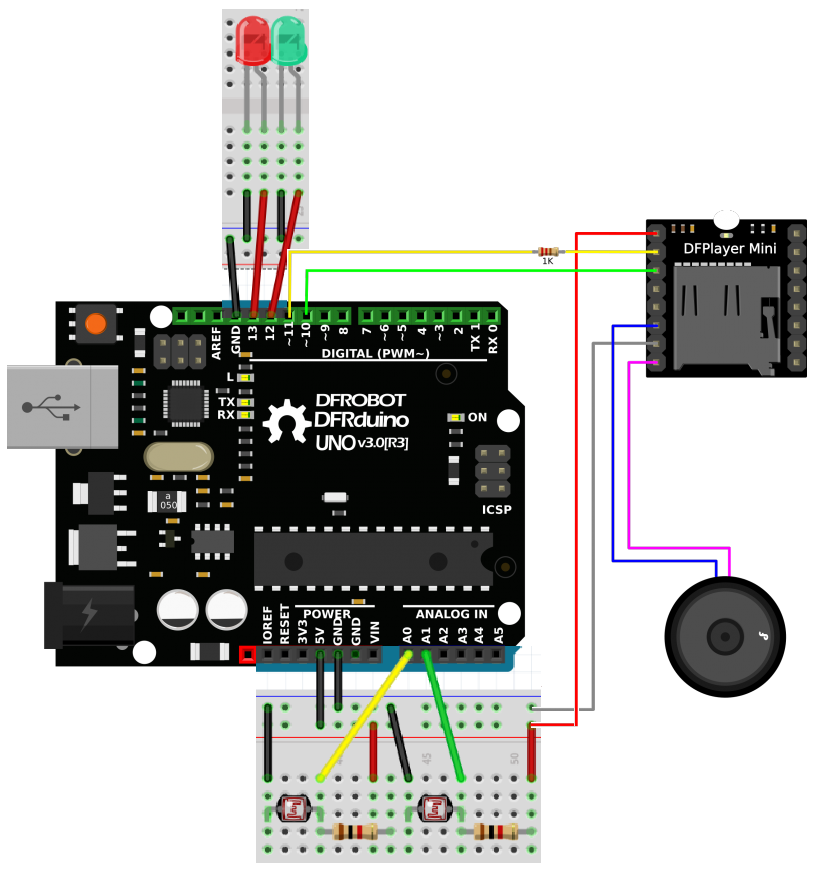 DFPlayer Mini
1K
AREF
GND
13
12
~11
~10
~9
8
7
~6
~5
4
~3
2
TX 1
RX 0
DIGITAL (PWM~)
L
TX
RX
DFROBOT
DFRduino
UNO v3.0[R3]
ON
ICSP
a
050
POWER
ANALOG IN
IOREF
RESET
3V3
5V
GND
GND
VIN
A0
A1
A2
A3
A4
A5
45
50